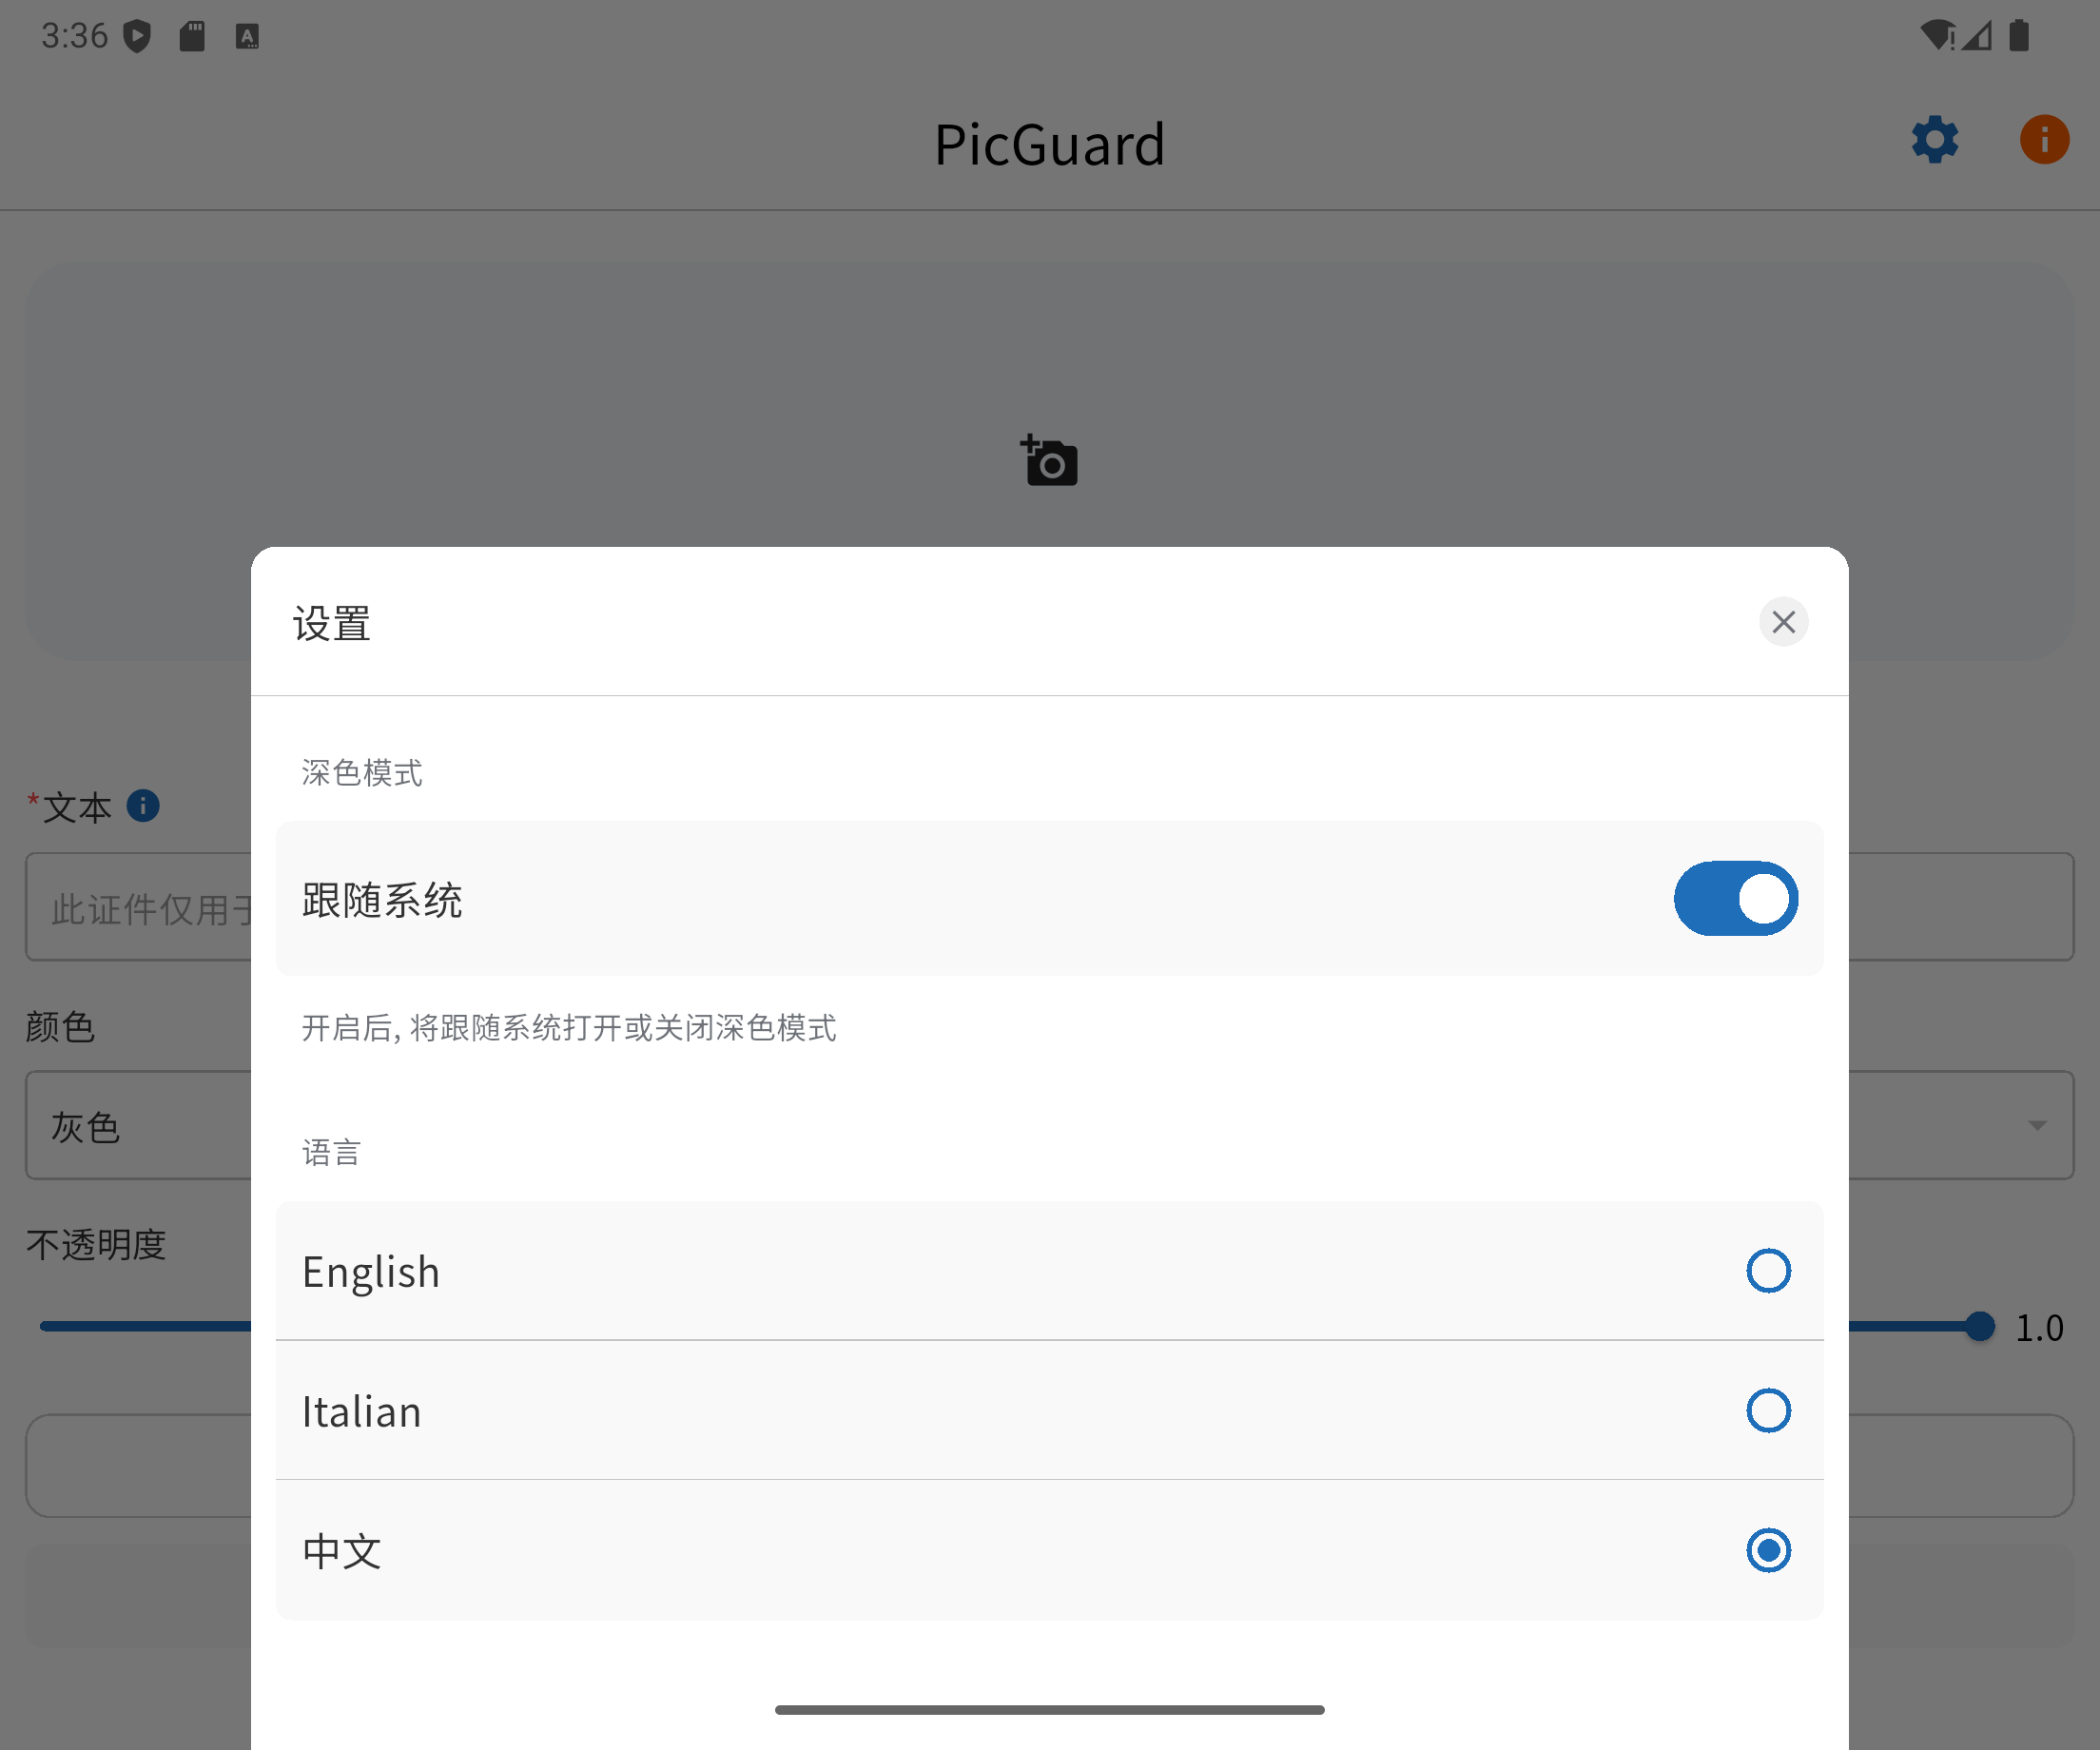 3:36
PicGuard
设置
深色模式
*文本
跟随系统
此证件仅用于
开启后, 将跟随系统打开或关闭深色模式
颜色
灰色
语言
不透明度
English
1.0
Italian
中文